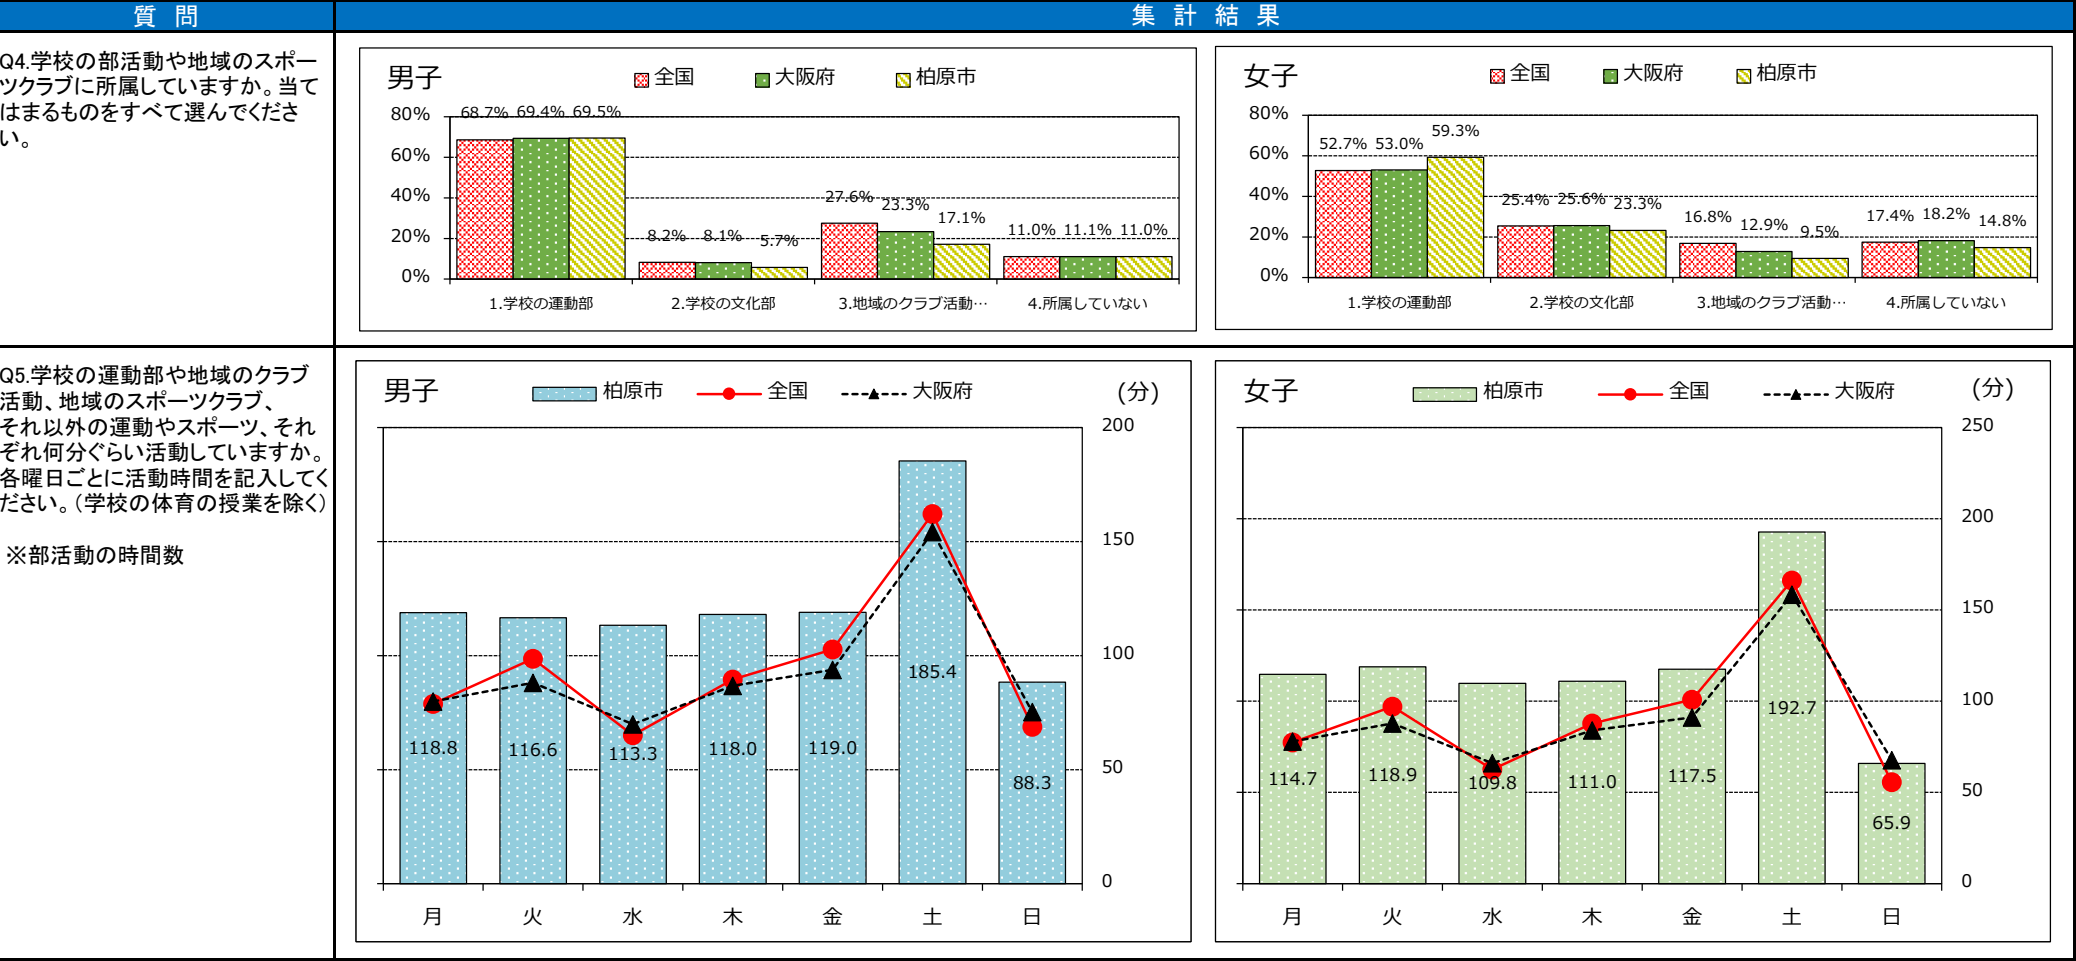 質 問
集 計 結 果
Q4.学校の部活動や地域のスポー
ツクラブに所属していますか。当て
はまるものをすべて選んでくださ
い。
男子
全国 大阪府 柏原市
80%
60%
40%
20%
0%
68.7% 69.4% 69.5%
8.2% 8.1% 5.7%
27.6% 23.3% 17.1%
11.0% 11.1% 11.0%
1.学校の運動部 2.学校の文化部 3.地域のクラブ活動… 4.所属していない
女子
全国 大阪府 柏原市
80%
60%
40%
20%
0%
52.7% 53.0% 59.3%
25.4% 25.6% 23.3%
16.8% 12.9% 9.5%
17.4% 18.2% 14.8%
1.学校の運動部 2.学校の文化部 3.地域のクラブ活動… 4.所属していない
Q5.学校の運動部や地域のクラブ
活動、地域のスポーツクラブ、
それ以外の運動やスポーツ、それ
ぞれ何分ぐらい活動していますか。
各曜日ごとに活動時間を記入してく
ださい。（学校の体育の授業を除く）
※部活動の時間数
男子
柏原市 全国 大阪府 (分)
200
150
100
50
0
118.8 116.6 113.3 118.0 119.0 185.4 88.3
月 火 水 木 金 土 日
女子
柏原市 全国 大阪府 (分)
250
200
150
100
50
0
114.7 118.9 109.8 111.0 117.5 192.7 65.9
月 火 水 木 金 土 日